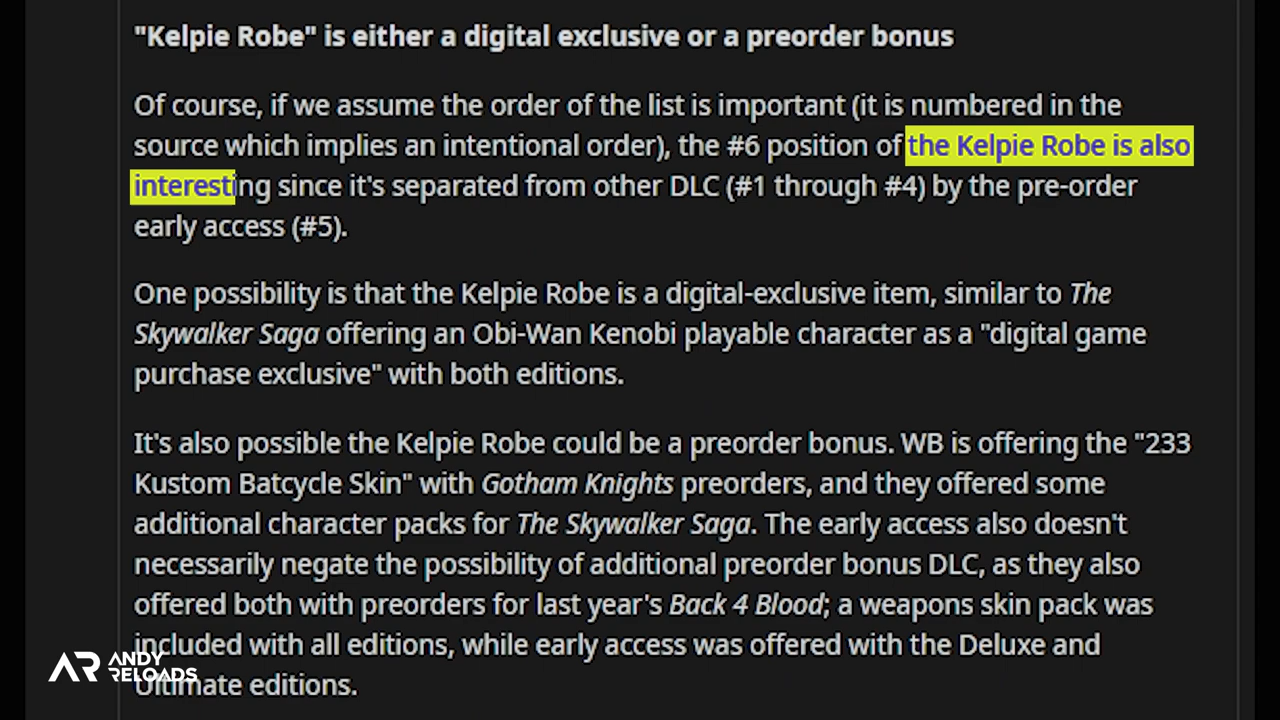 "Kelpie Robe" is either a digital exclusive or a preorder bonus
Of course, if we assume the order of the list is important (it is numbered in the
source which implies an intentional order), the #6 position of the Kelpie Robe is also
interesting since it's separated from other DLC (#1 through #4) by the pre-order
early access (#5).
One possibility is that the Kelpie Robe is a digital-exclusive item, similar to The
Skywalker Saga offering an Obi-Wan Kenobi playable character as a "digital game
purchase exclusive" with both editions.
It's also possible the Kelpie Robe could be a preorder bonus. WB is offering the "233
Kustom Batcycle Skin" with Gotham Knights preorders, and they offered some
additional character packs for The Skywalker Saga. The early access also doesn't
necessarily negate the possibility of additional preorder bonus DLC, as they also
offered both with preorders for last year's Back 4 Blood; a weapons skin pack was
included with all editions, while early access was offered with the Deluxe and
Ultimate editions.
AR ANDY
RELOADS